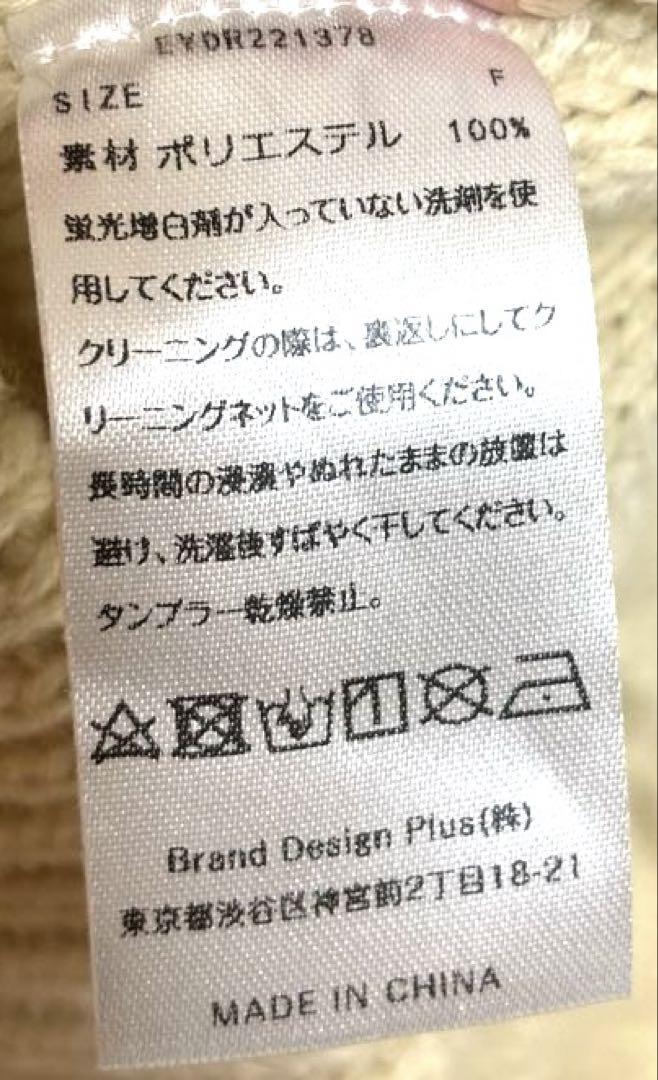 EYDR221378
SIZE F
素材 ポリエステル 100%
蛍光増白剤が入っていない洗剤を使
用してください。
クリーニングの際は、裏返しにしてク
リーニングネットをご使用ください。
長時間の浸漬やぬれたままの放置は
避け、洗濯後すばやく干してください。
タンブラー乾燥禁止。
Brand Design Plus(株)
東京都渋谷区神宮前2丁目18-21
MADE IN CHINA